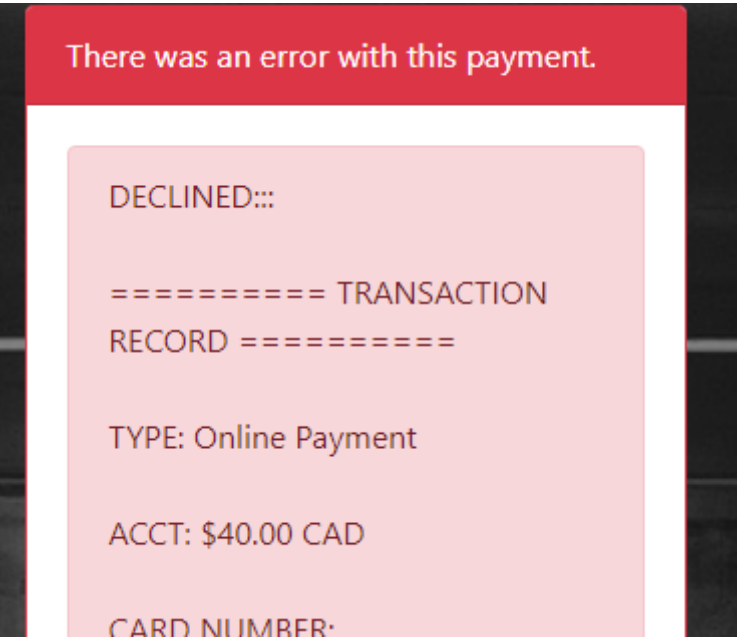 There was an error with this payment.
DECLINED:::
========== TRANSACTION
RECORD ==========
TYPE: Online Payment
ACCT: $40.00 CAD
CARD NUMBER: